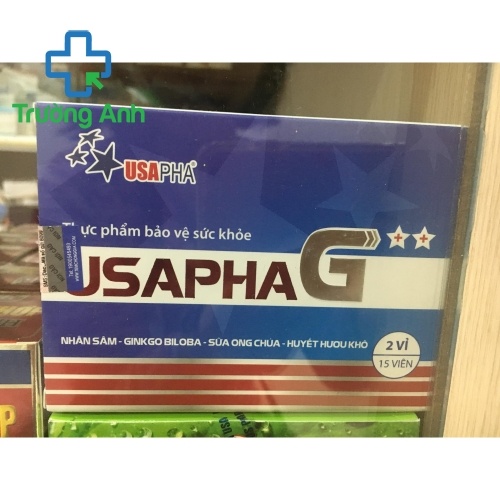 Trường Anh
USAPHA®
Thực phẩm bảo vệ sức khỏe
USAPHA G
NHÂN SÂM - GINKGO BILOBA - SỮA ONG CHÚA - HUYẾT HƯƠU KHÔ
2 VỈ
15 VIÊN